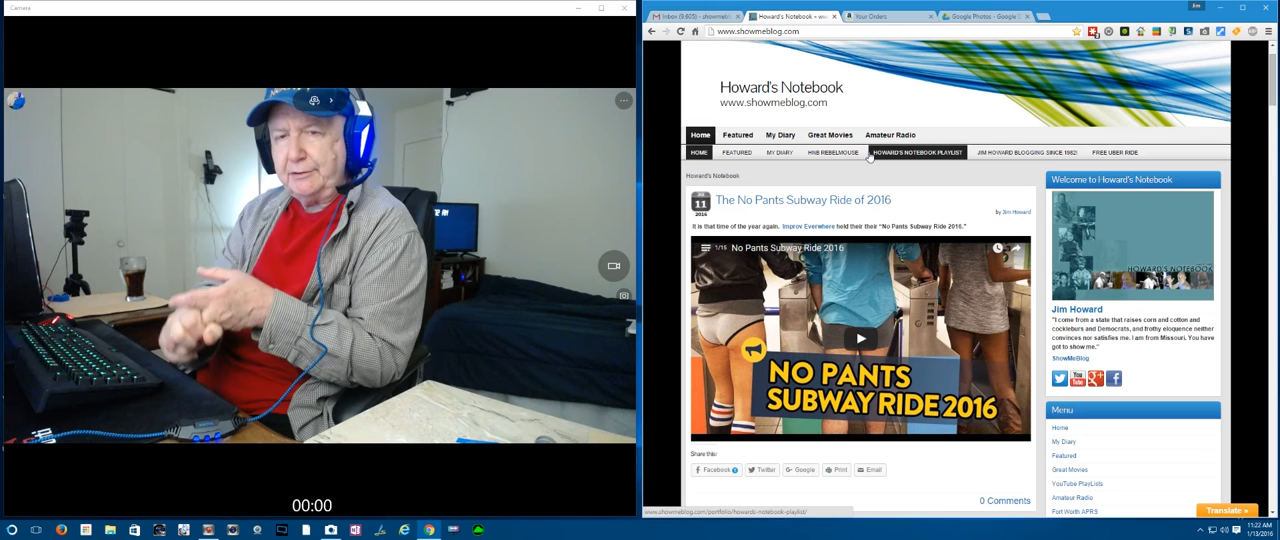 Camera
00:00
Jim
Inbox (9,605) - showmeb
Howard's Notebook » ww
Your Orders
Google Photos - Google S
www.showmeblog.com
Howard's Notebook
www.showmeblog.com
Home Featured My Diary Great Movies Amateur Radio
HOME FEATURED MY DIARY HNB REBELMOUSE HOWARD'S NOTEBOOK PLAYLIST JIM HOWARD BLOGGING SINCE 1982! FREE UBER RIDE
Howard's Notebook
11
2016
The No Pants Subway Ride of 2016
by Jim Howard
It is that time of the year again. Improv Everwhere held their their "No Pants Subway Ride 2016."
1/15 No Pants Subway Ride 2016
NO PANTS
SUBWAY RIDE 2016
Share this:
Facebook Twitter Google Print Email
0 Comments
Welcome to Howard's Notebook
HOWARD'S NOTEBOOK
Jim Howard
"I come from a state that raises corn and cotton and
cockleburs and Democrats, and frothy eloquence neither
convinces nor satisfies me. I am from Missouri. You have
got to show me."
ShowMeBlog
You
Tube
Menu
Home
My Diary
Featured
Great Movies
YouTube PlayLists
Amateur Radio
Fort Worth APRS
Translate »
www.showmeblog.com/portfolio/howards-notebook-playlist/
11:22 AM
1/13/2016